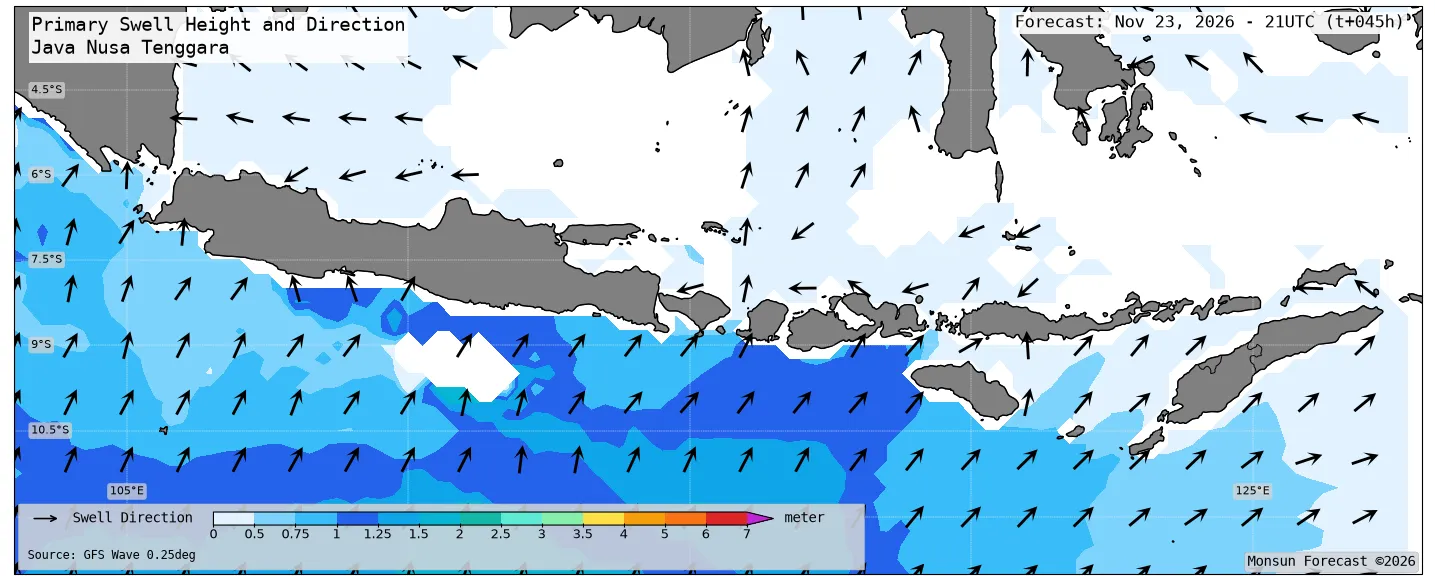 Primary Swell Height and Direction
Java Nusa Tenggara
Forecast: Nov 23, 2026 - 21UTC (t+045h)
4.5°S
6°S
7.5°S
9°S
10.5°S
105°E
125°E
Swell Direction
0 0.5 0.75 1 1.25 1.5 2 2.5 3 3.5 4 5 6 7
meter
Source: GFS Wave 0.25deg
Monsun Forecast ©2026